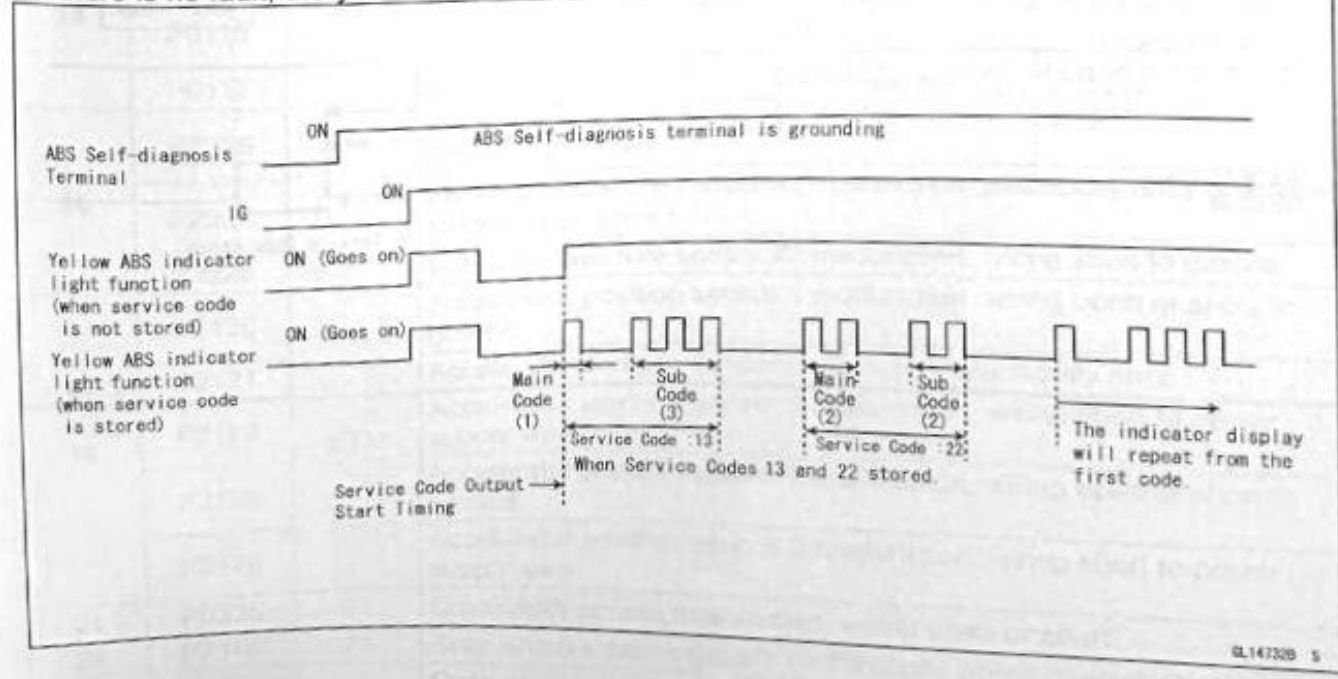 ON
ABS Self-diagnosis terminal is grounding
ABS Self-diagnosis
Terminal
ON
IG
Yellow ABS indicator
light function
(when service code
is not stored)
ON (Goes on)
Yellow ABS indicator
light function
(when service code
is stored)
ON (Goes on)
Main
Code
(1)
Sub
Code
(3)
Main
Code
(2)
Sub
Code
(2)
Service Code :13
Service Code :22
When Service Codes 13 and 22 stored.
Service Code Output
Start Timing
The indicator display
will repeat from the
first code.
GL14732B S